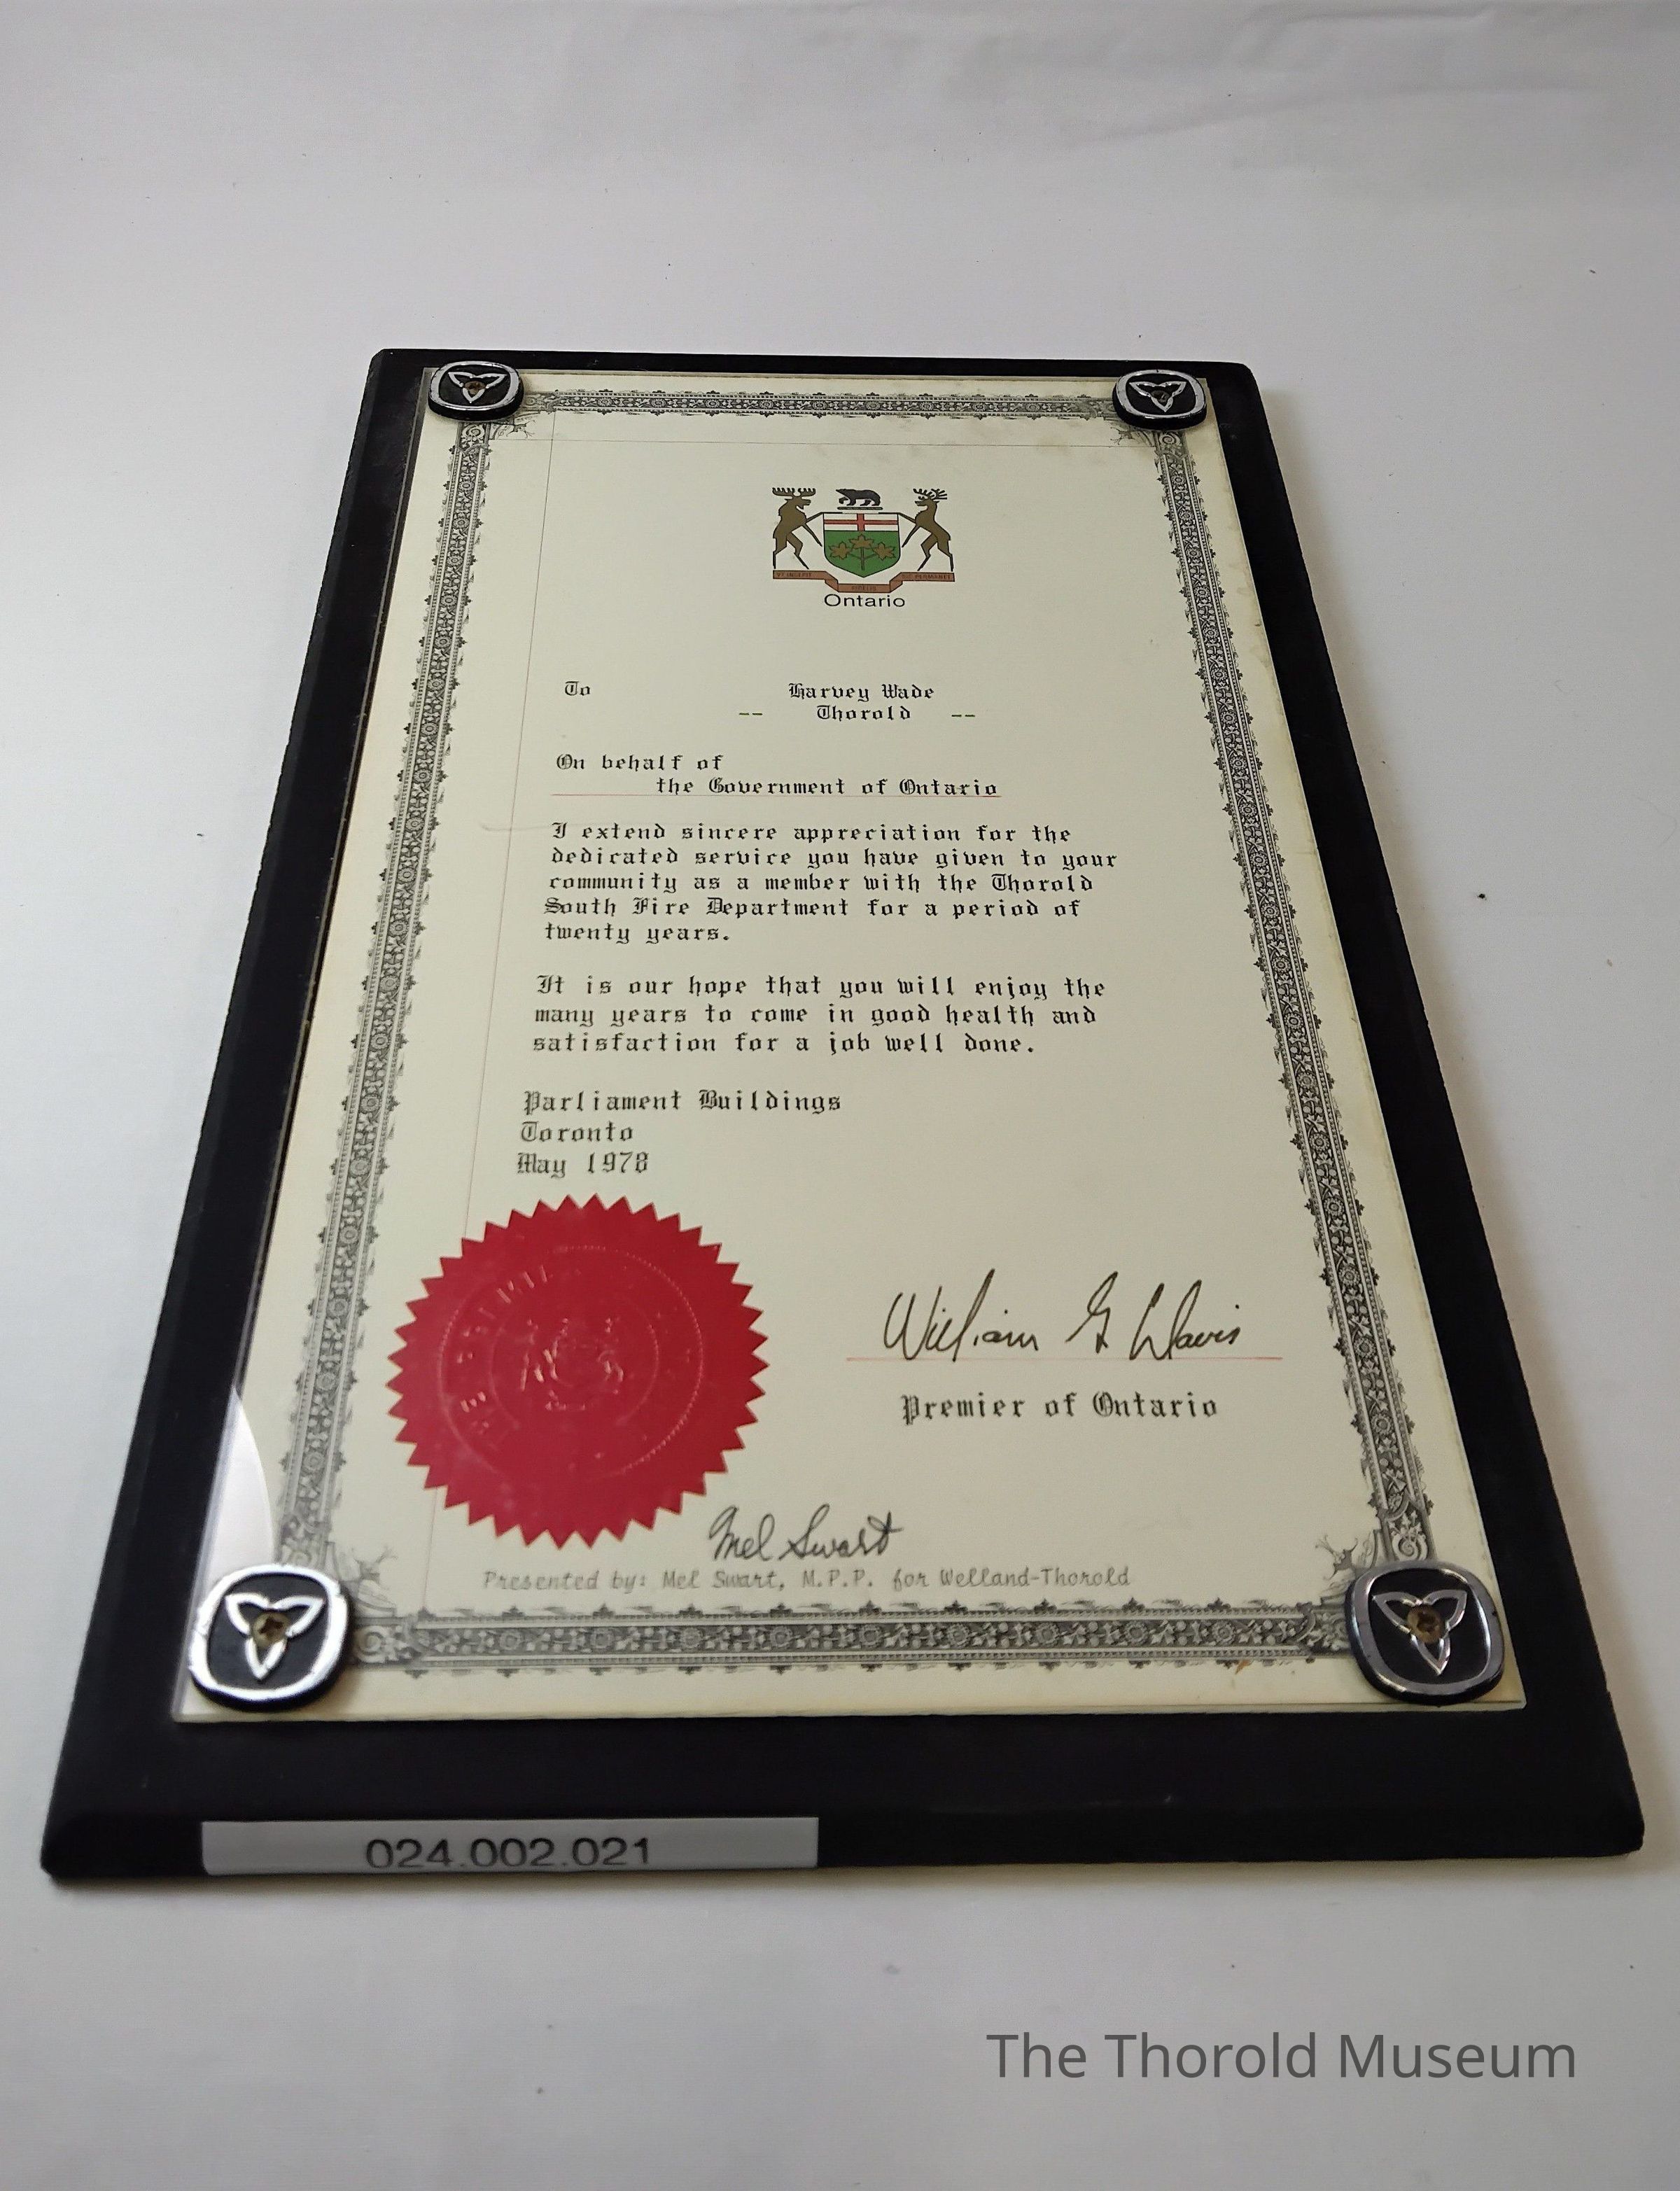 Ontario
To Harvey Wade
-- Thorold --
On behalf of
the Government of Ontario
I extend sincere appreciation for the
dedicated service you have given to your
community as a member with the Thorold
South Fire Department for a period of
twenty years.
It is our hope that you will enjoy the
many years to come in good health and
satisfaction for a job well done.
Parliament Buildings
Toronto
May 1978
William G Davis
Premier of Ontario
Mel Swart
Presented by: Mel Swart, M.P.P. for Welland-Thorold
024.002.021
The Thorold Museum